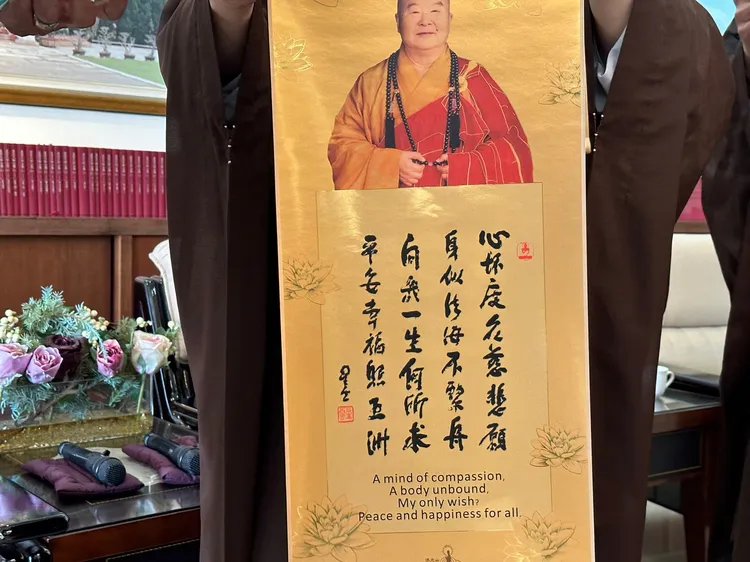 心怀度众慈悲願
身似法海不繫舟
问我一生何所求
平安幸福照五洲
星云
A mind of compassion,
A body unbound,
My only wish?
Peace and happiness for all.